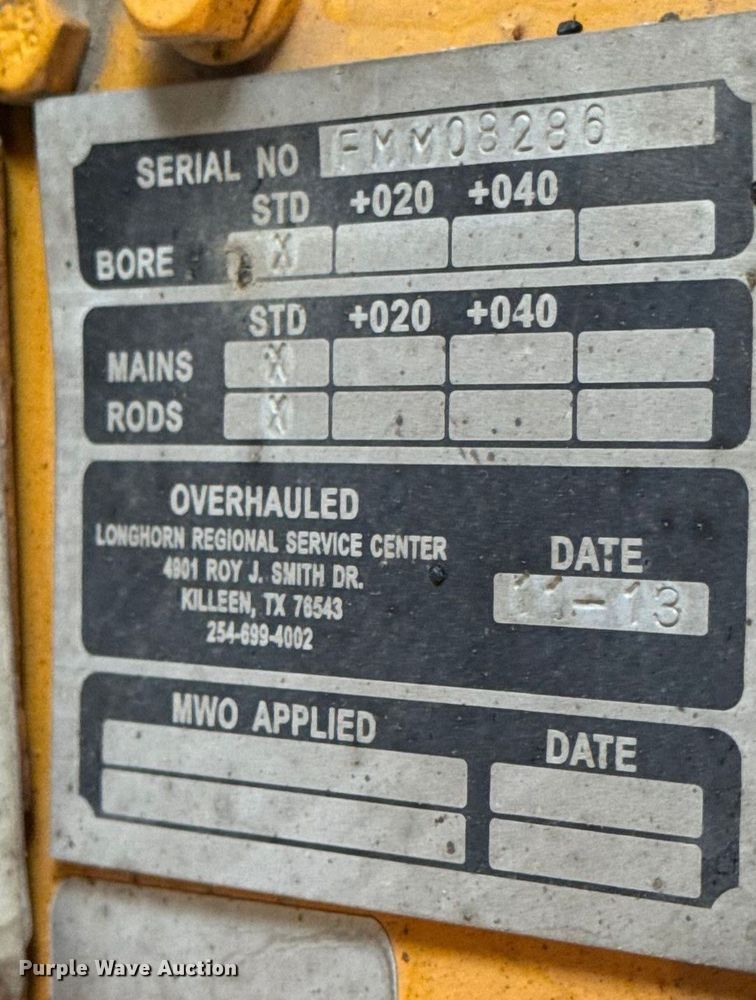 SERIAL NO FMM08286
STD +020 +040
BORE X
STD +020 +040
MAINS X
RODS X
OVERHAULED
LONGHORN REGIONAL SERVICE CENTER
4901 ROY J. SMITH DR.
KILLEEN, TX 76543
254-699-4002
DATE
11-13
MWO APPLIED
DATE
Purple Wave Auction